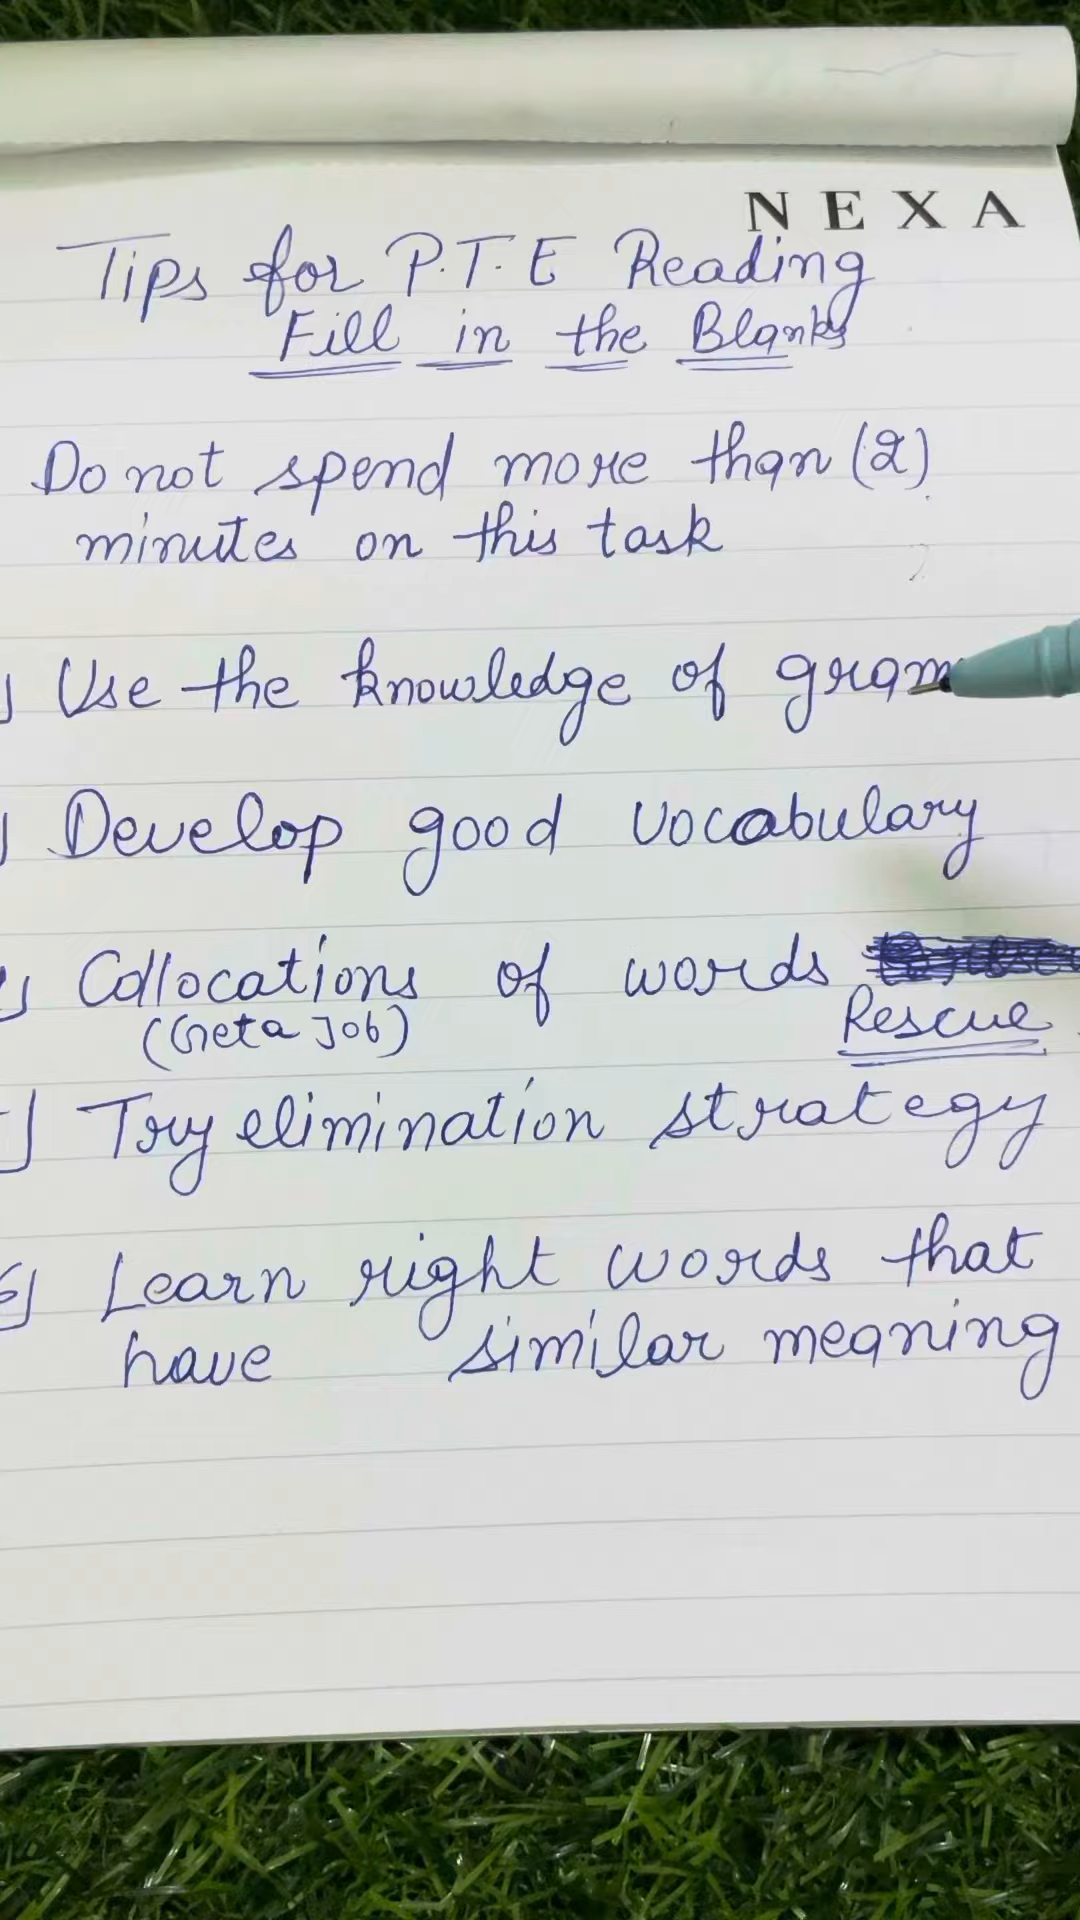 NEXA
Tips for P.T.E Reading
Fill in the Blanks
Do not spend more than (2)
minutes on this task
Use the knowledge of gram
Develop good vocabulary
Collocations of words
(Get a Job) Rescue
Try elimination strategy
6] Learn right words that
have similar meaning